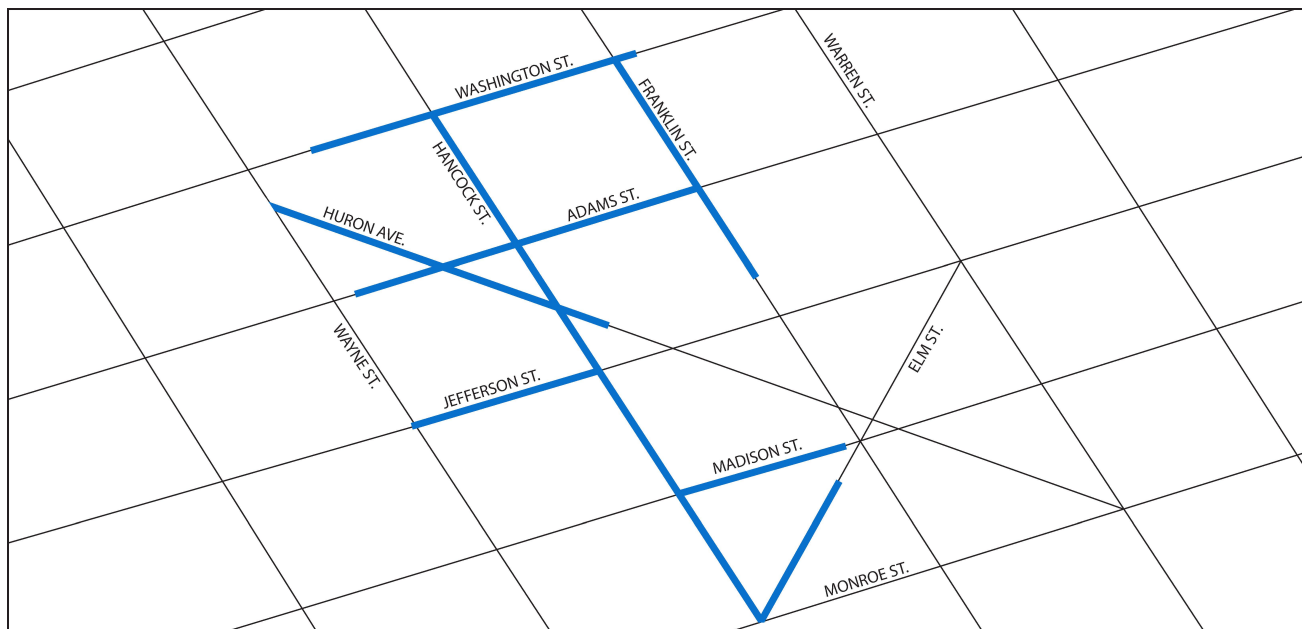 WASHINGTON ST.
WARREN ST.
FRANKLIN ST.
HANCOCK ST.
ADAMS ST.
HURON AVE.
WAYNE ST.
ELM ST.
JEFFERSON ST.
MADISON ST.
MONROE ST.